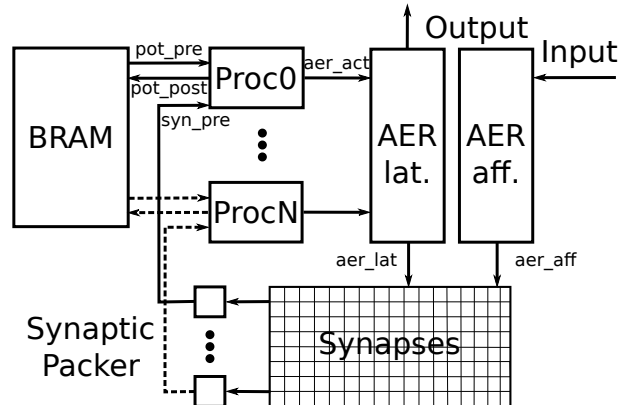 Output
Input
pot_pre
pot_post
syn_pre
Proc0
aer_act
BRAM
AER
lat.
AER
aff.
ProcN
aer_lat
aer_aff
Synaptic
Packer
Synapses